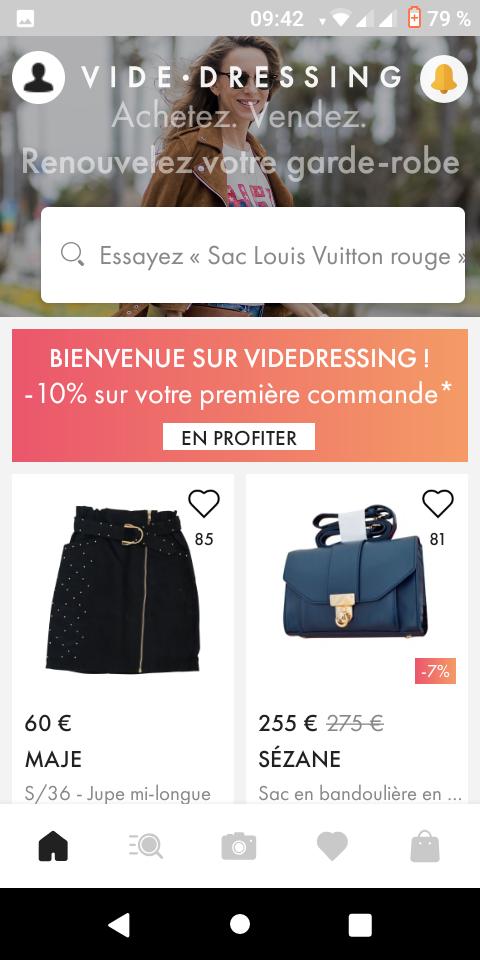 09:42 79 %
VIDE•DRESSING
Achetez. Vendez.
Renouvelez votre garde-robe
Essayez « Sac Louis Vuitton rouge »
BIENVENUE SUR VIDEDRESSING !
-10% sur votre première commande*
EN PROFITER
85
81
-7%
60 €
MAJE
S/36 - Jupe mi-longue
255 € 275 €
SÉZANE
Sac en bandoulière en ...